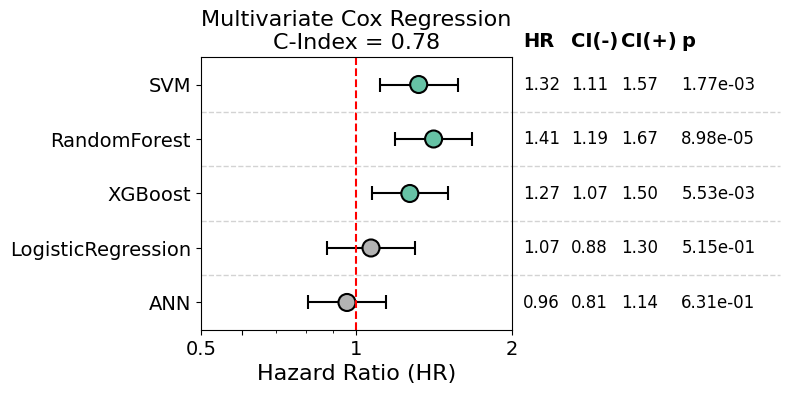 Multivariate Cox Regression
C-Index = 0.78
HR CI(-) CI(+) p
SVM 1.32 1.11 1.57 1.77e-03
RandomForest 1.41 1.19 1.67 8.98e-05
XGBoost 1.27 1.07 1.50 5.53e-03
LogisticRegression 1.07 0.88 1.30 5.15e-01
ANN 0.96 0.81 1.14 6.31e-01
0.5 1 2
Hazard Ratio (HR)